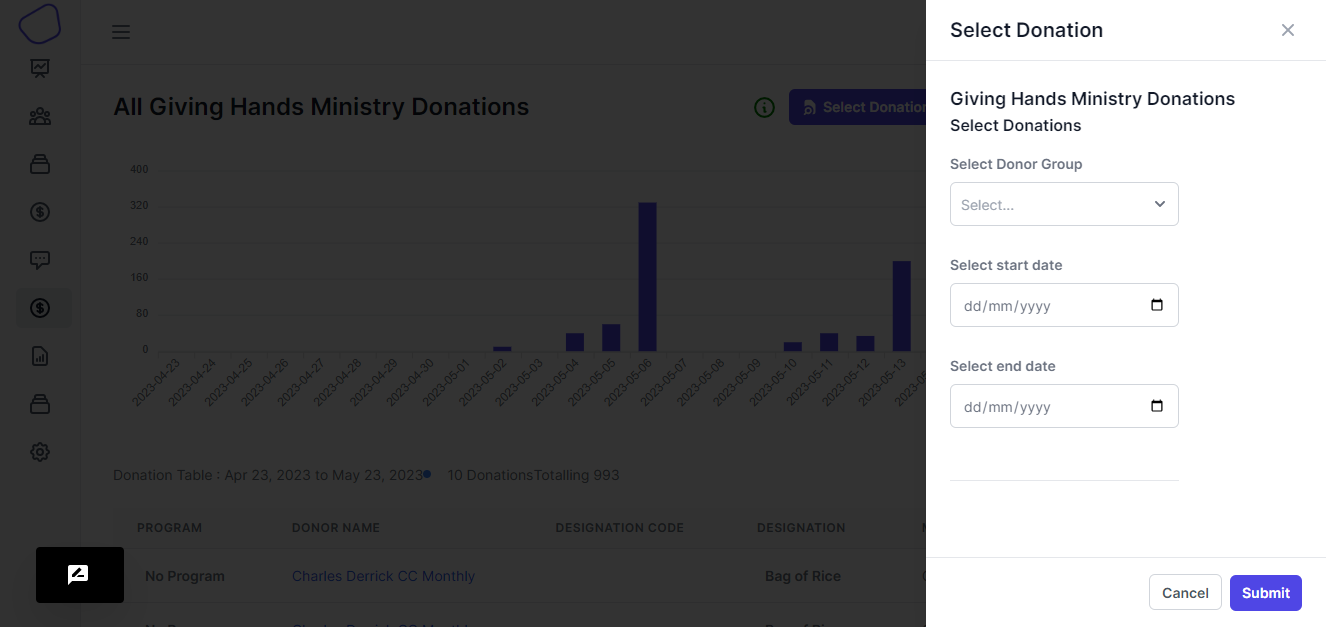 Select Donation
All Giving Hands Ministry Donations
Select Donation
400
320
240
160
80
0
2023-04-23
2023-04-24
2023-04-25
2023-04-26
2023-04-27
2023-04-28
2023-04-29
2023-04-30
2023-05-01
2023-05-02
2023-05-03
2023-05-04
2023-05-05
2023-05-06
2023-05-07
2023-05-08
2023-05-09
2023-05-10
2023-05-11
2023-05-12
2023-05-13
Donation Table : Apr 23, 2023 to May 23, 2023
10 DonationsTotalling 993
PROGRAM DONOR NAME DESIGNATION CODE DESIGNATION
No Program Charles Derrick CC Monthly Bag of Rice
Giving Hands Ministry Donations
Select Donations
Select Donor Group
Select...
Select start date
dd/mm/yyyy
Select end date
dd/mm/yyyy
Cancel Submit